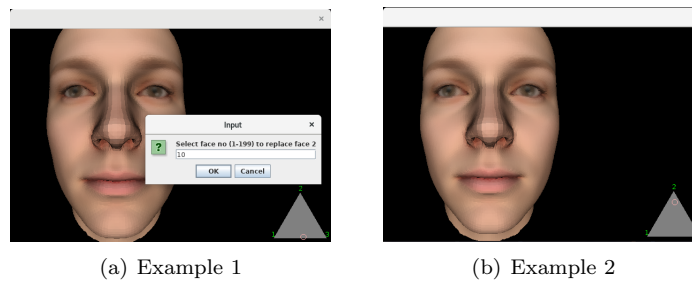 ×
Input ×
?
Select face no (1-199) to replace face 2
10
OK Cancel
2
1 3
2
1
(a) Example 1 (b) Example 2